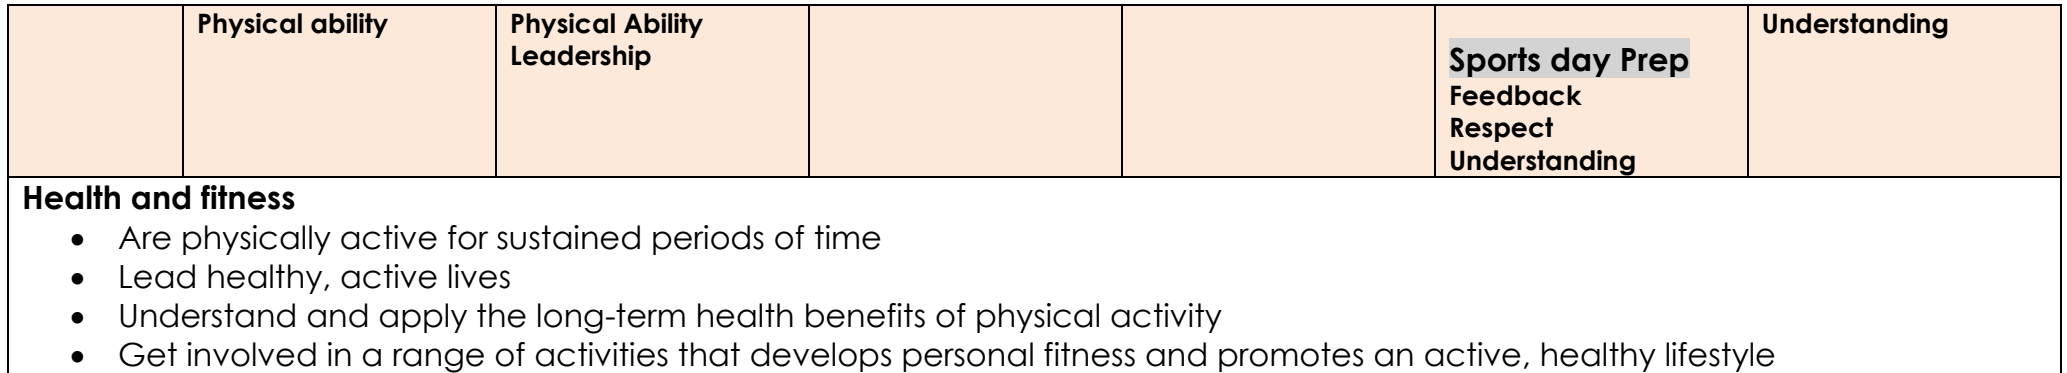 Physical ability
Physical Ability
Leadership
Sports day Prep
Feedback
Respect
Understanding
Understanding
Health and fitness
• Are physically active for sustained periods of time
• Lead healthy, active lives
• Understand and apply the long-term health benefits of physical activity
• Get involved in a range of activities that develops personal fitness and promotes an active, healthy lifestyle